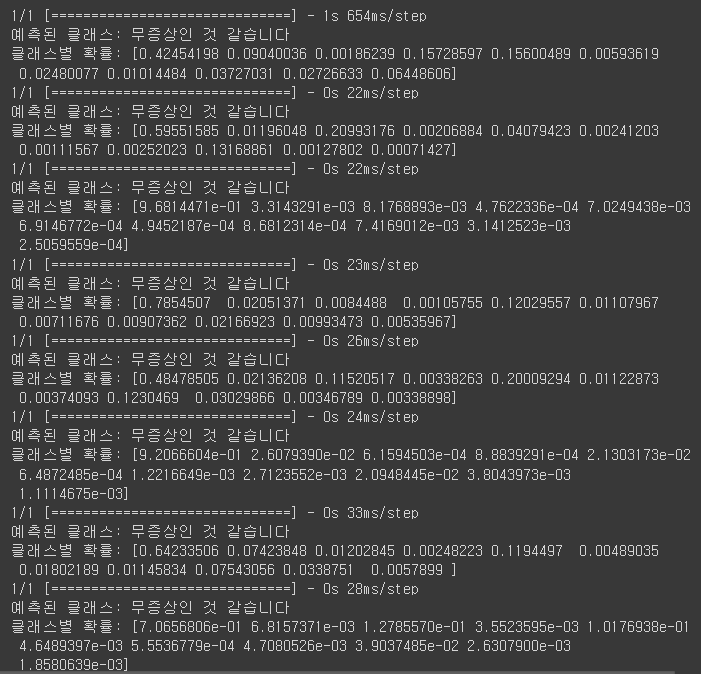 1/1 [==============================] - 1s 654ms/step
예측된 클래스: 무증상인 것 같습니다
클래스별 확률: [0.42454198 0.09040036 0.00186239 0.15728597 0.15600489 0.00593619
0.02480077 0.01014484 0.03727031 0.02726633 0.06448606]
1/1 [==============================] - 0s 22ms/step
예측된 클래스: 무증상인 것 같습니다
클래스별 확률: [0.59551585 0.01196048 0.20993176 0.00206884 0.04079423 0.00241203
0.00111567 0.00252023 0.13168861 0.00127802 0.00071427]
1/1 [==============================] - 0s 22ms/step
예측된 클래스: 무증상인 것 같습니다
클래스별 확률: [9.6814471e-01 3.3143291e-03 8.1768893e-03 4.7622336e-04 7.0249438e-03
6.9146772e-04 4.9452187e-04 8.6812314e-04 7.4169012e-03 3.1412523e-03
2.5059559e-04]
1/1 [==============================] - 0s 23ms/step
예측된 클래스: 무증상인 것 같습니다
클래스별 확률: [0.7854507  0.02051371 0.0084488  0.00105755 0.12029557 0.01107967
0.00711676 0.00907362 0.02166923 0.00993473 0.00535967]
1/1 [==============================] - 0s 26ms/step
예측된 클래스: 무증상인 것 같습니다
클래스별 확률: [0.48478505 0.02136208 0.11520517 0.00338263 0.20009294 0.01122873
0.00374093 0.1230469  0.03029866 0.00346789 0.00338898]
1/1 [==============================] - 0s 24ms/step
예측된 클래스: 무증상인 것 같습니다
클래스별 확률: [9.2066604e-01 2.6079390e-02 6.1594503e-04 8.8839291e-04 2.1303173e-02
6.4872485e-04 1.2216649e-03 2.7123552e-03 2.0948445e-02 3.8043973e-03
1.1114675e-03]
1/1 [==============================] - 0s 33ms/step
예측된 클래스: 무증상인 것 같습니다
클래스별 확률: [0.64233506 0.07423848 0.01202845 0.00248223 0.1194497  0.00489035
0.01802189 0.01145834 0.07543056 0.0338751  0.0057899 ]
1/1 [==============================] - 0s 28ms/step
예측된 클래스: 무증상인 것 같습니다
클래스별 확률: [7.0656806e-01 6.8157371e-03 1.2785570e-01 3.5523595e-03 1.0176938e-01
4.6489397e-03 5.5536779e-04 4.7080526e-03 3.9037485e-02 2.6307900e-03
1.8580639e-03]